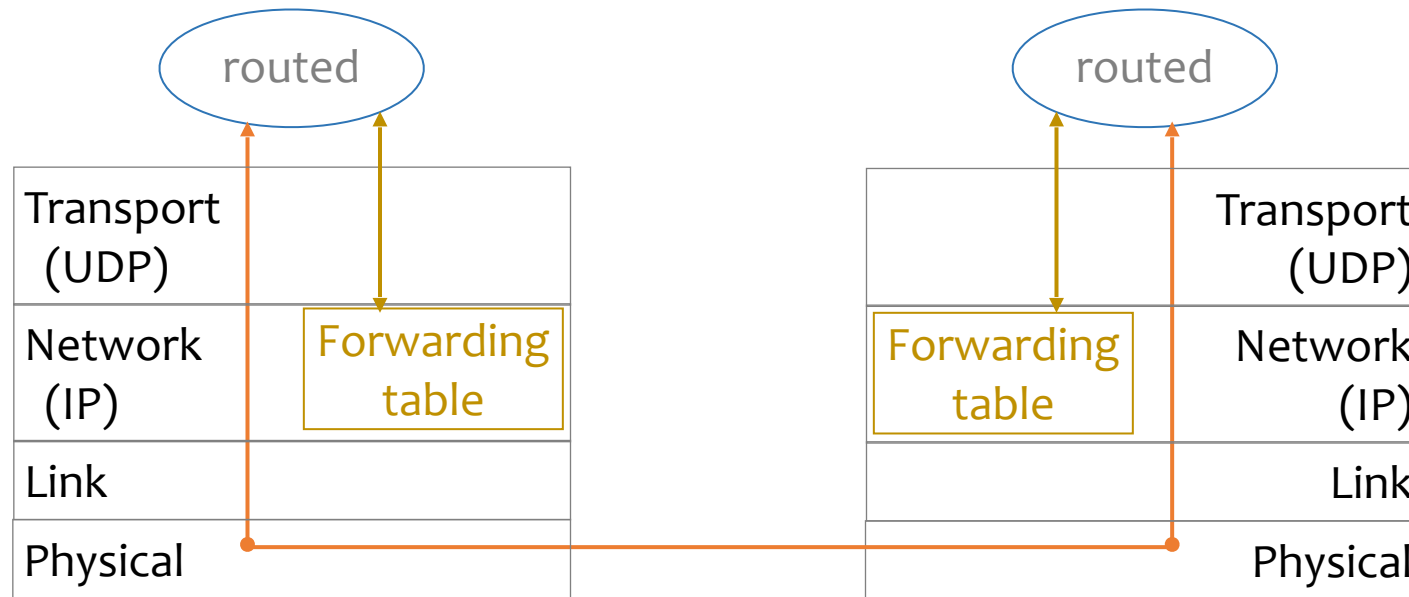 routed
routed
Transport
(UDP)
Transport
(UDP)
Network
(IP)
Forwarding
table
Forwarding
table
Network
(IP)
Link
Link
Physical
Physical